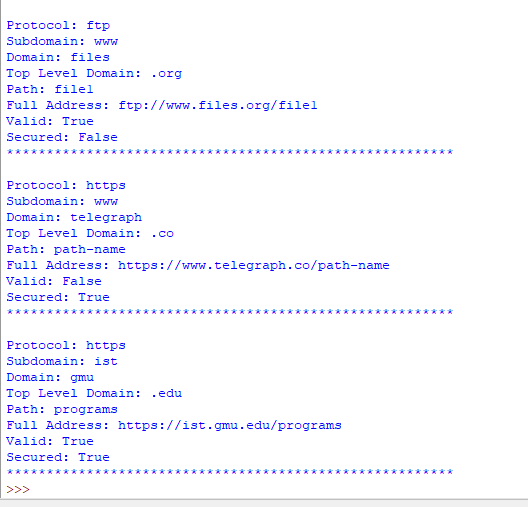 Protocol: ftp
Subdomain: www
Domain: files
Top Level Domain: .org
Path: file1
Full Address: ftp://www.files.org/file1
Valid: True
Secured: False
********************************************************
Protocol: https
Subdomain: www
Domain: telegraph
Top Level Domain: .co
Path: path-name
Full Address: https://www.telegraph.co/path-name
Valid: False
Secured: True
********************************************************
Protocol: https
Subdomain: ist
Domain: gmu
Top Level Domain: .edu
Path: programs
Full Address: https://ist.gmu.edu/programs
Valid: True
Secured: True
********************************************************
>>>